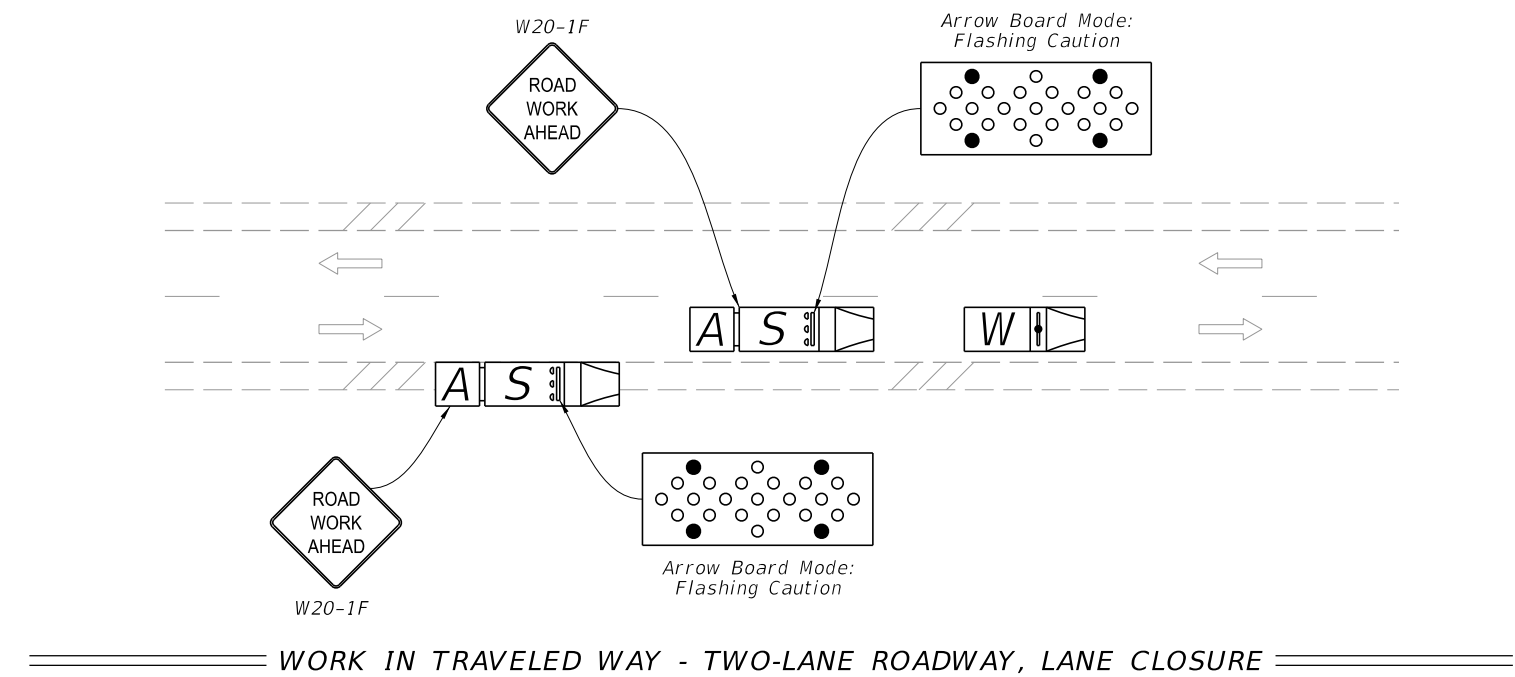 W20-1F
ROAD
WORK
AHEAD
Arrow Board Mode:
Flashing Caution
A S
W
A S
ROAD
WORK
AHEAD
W20-1F
Arrow Board Mode:
Flashing Caution
WORK IN TRAVELED WAY - TWO-LANE ROADWAY, LANE CLOSURE